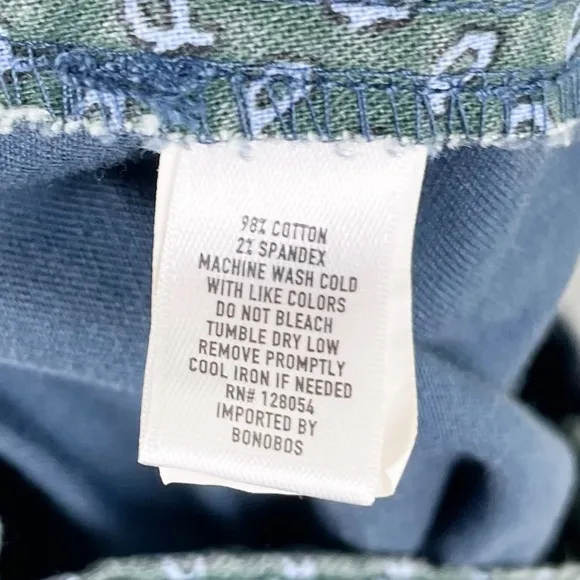 98% COTTON
2% SPANDEX
MACHINE WASH COLD
WITH LIKE COLORS
DO NOT BLEACH
TUMBLE DRY LOW
REMOVE PROMPTLY
COOL IRON IF NEEDED
RN# 128054
IMPORTED BY
BONOBOS